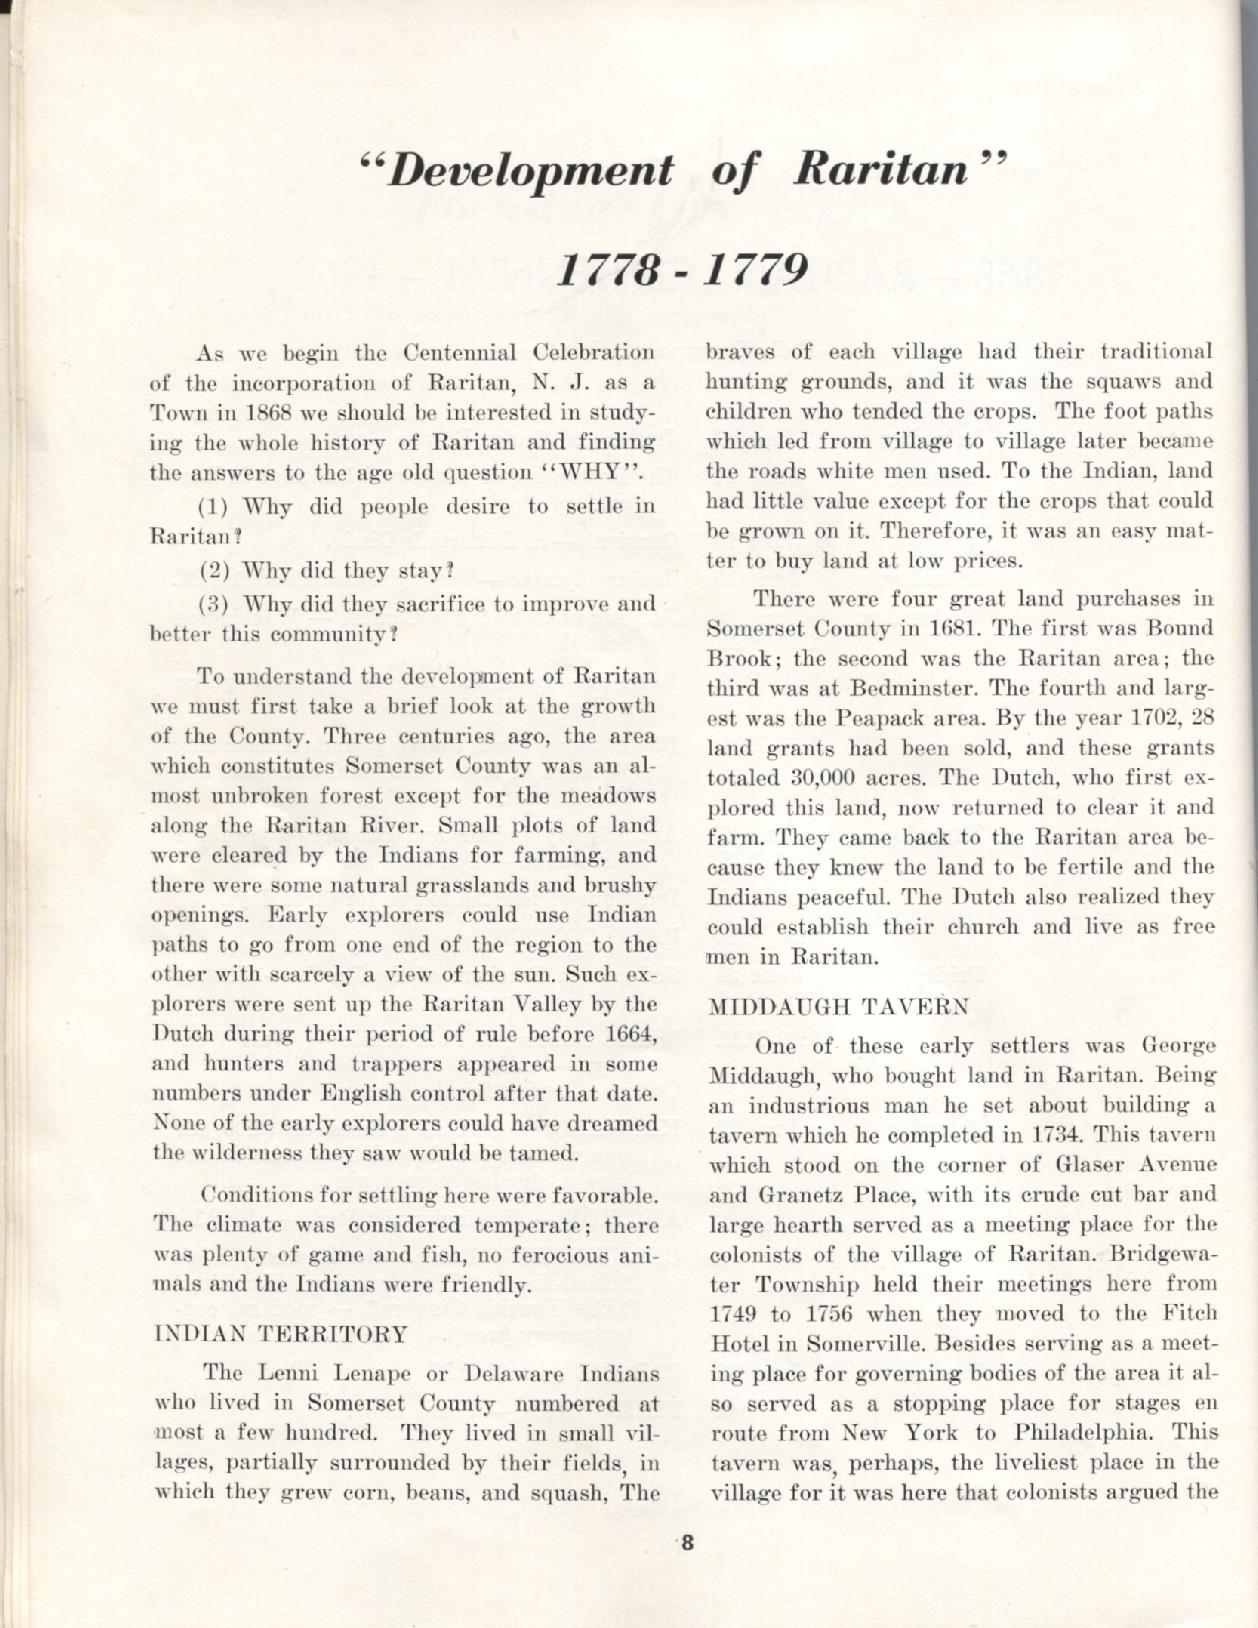 “Development of Raritan”
1778 - 1779
As we begin the Centennial Celebration
of the incorporation of Raritan, N. J. as a
Town in 1868 we should be interested in study-
ing the whole history of Raritan and finding
the answers to the age old question “WHY”.
(1) Why did people desire to settle in
Raritan?
(2) Why did they stay?
(3) Why did they sacrifice to improve and
better this community?
To understand the development of Raritan
we must first take a brief look at the growth
of the County. Three centuries ago, the area
which constitutes Somerset County was an al-
most unbroken forest except for the meadows
along the Raritan River. Small plots of land
were cleared by the Indians for farming, and
there were some natural grasslands and brushy
openings. Early explorers could use Indian
paths to go from one end of the region to the
other with scarcely a view of the sun. Such ex-
plorers were sent up the Raritan Valley by the
Dutch during their period of rule before 1664,
and hunters and trappers appeared in some
numbers under English control after that date.
None of the early explorers could have dreamed
the wilderness they saw would be tamed.
Conditions for settling here were favorable.
The climate was considered temperate; there
was plenty of game and fish, no ferocious ani-
mals and the Indians were friendly.
INDIAN TERRITORY
The Lenni Lenape or Delaware Indians
who lived in Somerset County numbered at
most a few hundred. They lived in small vil-
lages, partially surrounded by their fields, in
which they grew corn, beans, and squash, The
braves of each village had their traditional
hunting grounds, and it was the squaws and
children who tended the crops. The foot paths
which led from village to village later became
the roads white men used. To the Indian, land
had little value except for the crops that could
be grown on it. Therefore, it was an easy mat-
ter to buy land at low prices.
There were four great land purchases in
Somerset County in 1681. The first was Bound
Brook; the second was the Raritan area; the
third was at Bedminster. The fourth and larg-
est was the Peapack area. By the year 1702, 28
land grants had been sold, and these grants
totaled 30,000 acres. The Dutch, who first ex-
plored this land, now returned to clear it and
farm. They came back to the Raritan area be-
cause they knew the land to be fertile and the
Indians peaceful. The Dutch also realized they
could establish their church and live as free
men in Raritan.
MIDDAUGH TAVERN
One of these early settlers was George
Middaugh, who bought land in Raritan. Being
an industrious man he set about building a
tavern which he completed in 1734. This tavern
which stood on the corner of Glaser Avenue
and Granetz Place, with its crude cut bar and
large hearth served as a meeting place for the
colonists of the village of Raritan. Bridgewa-
ter Township held their meetings here from
1749 to 1756 when they moved to the Fitch
Hotel in Somerville. Besides serving as a meet-
ing place for governing bodies of the area it al-
so served as a stopping place for stages en
route from New York to Philadelphia. This
tavern was, perhaps, the liveliest place in the
village for it was here that colonists argued the
8